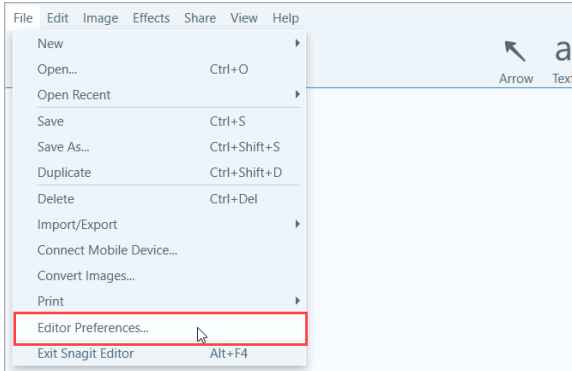 File Edit Image Effects Share View Help
New
Open... Ctrl+O
Open Recent
Save Ctrl+S
Save As... Ctrl+Shift+S
Duplicate Ctrl+Shift+D
Delete Ctrl+Del
Import/Export
Connect Mobile Device...
Convert Images...
Print
Editor Preferences...
Exit Snagit Editor Alt+F4
a
Arrow Text